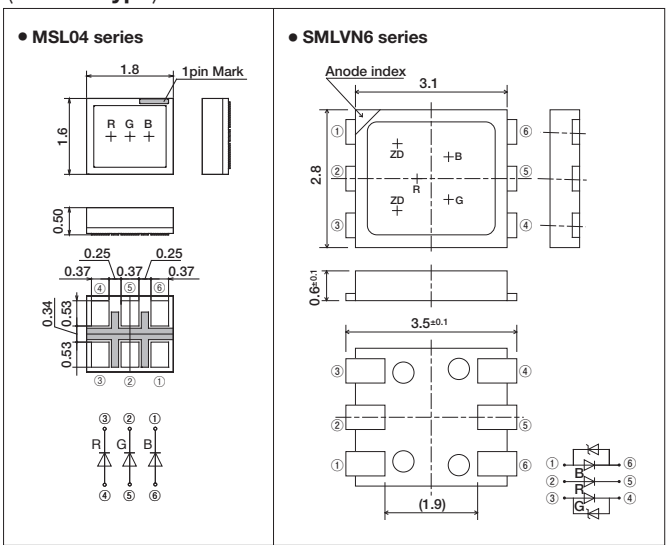 • MSL04 series
1.8
1pin Mark
R G B
1.6
0.50
0.25 0.25
0.37 0.37 0.37
④ ⑤ ⑥
0.53
0.34
0.53
③ ② ①
③ ② ①
R G B
④ ⑤ ⑥
• SMLVN6 series
Anode index
3.1
① ⑥
ZD B
2.8
② ⑤
R
ZD G
③ ④
0.6±0.1
3.5±0.1
③ ④
② ⑤
① ⑥
(1.9)
① ⑥
B
② ⑤
R
③ ④
G